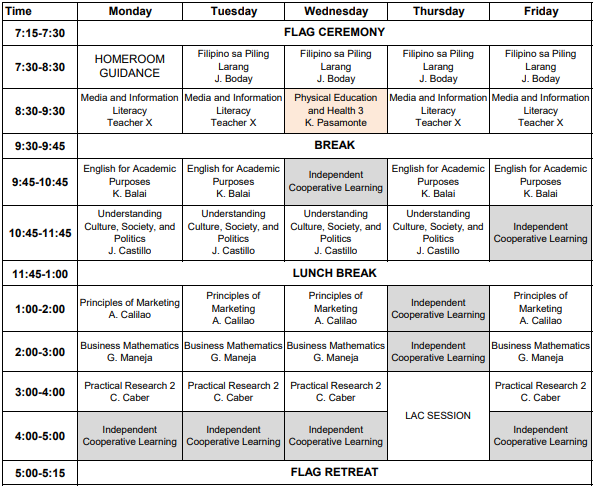 Time Monday Tuesday Wednesday Thursday Friday
7:15-7:30 FLAG CEREMONY
7:30-8:30
HOMEROOM
GUIDANCE
Filipino sa Piling
Larang
J. Boday
Filipino sa Piling
Larang
J. Boday
Filipino sa Piling
Larang
J. Boday
Filipino sa Piling
Larang
J. Boday
8:30-9:30
Media and Information
Literacy
Teacher X
Media and Information
Literacy
Teacher X
Physical Education
and Health 3
K. Pasamonte
Media and Information
Literacy
Teacher X
Media and Information
Literacy
Teacher X
9:30-9:45 BREAK
9:45-10:45
English for Academic
Purposes
K. Balai
English for Academic
Purposes
K. Balai
Independent
Cooperative Learning
English for Academic
Purposes
K. Balai
English for Academic
Purposes
K. Balai
10:45-11:45
Understanding
Culture, Society, and
Politics
J. Castillo
Understanding
Culture, Society, and
Politics
J. Castillo
Understanding
Culture, Society, and
Politics
J. Castillo
Understanding
Culture, Society, and
Politics
J. Castillo
Independent
Cooperative Learning
11:45-1:00 LUNCH BREAK
1:00-2:00
Principles of Marketing
A. Calilao
Principles of
Marketing
A. Calilao
Principles of
Marketing
A. Calilao
Independent
Cooperative Learning
Principles of
Marketing
A. Calilao
2:00-3:00
Business Mathematics
G. Maneja
Business Mathematics
G. Maneja
Business Mathematics
G. Maneja
Independent
Cooperative Learning
Business Mathematics
G. Maneja
3:00-4:00
Practical Research 2
C. Caber
Practical Research 2
C. Caber
Practical Research 2
C. Caber
LAC SESSION
Practical Research 2
C. Caber
4:00-5:00
Independent
Cooperative Learning
Independent
Cooperative Learning
Independent
Cooperative Learning
Independent
Cooperative Learning
5:00-5:15 FLAG RETREAT